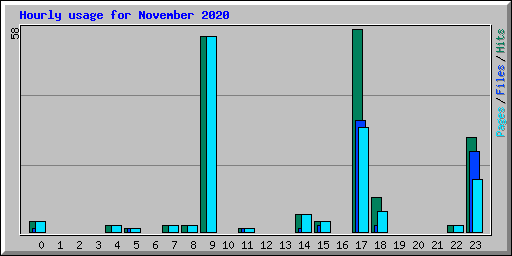 Hourly usage for November 2020
58
Pages/Files/Hits
0 1 2 3 4 5 6 7 8 9 10 11 12 13 14 15 16 17 18 19 20 21 22 23